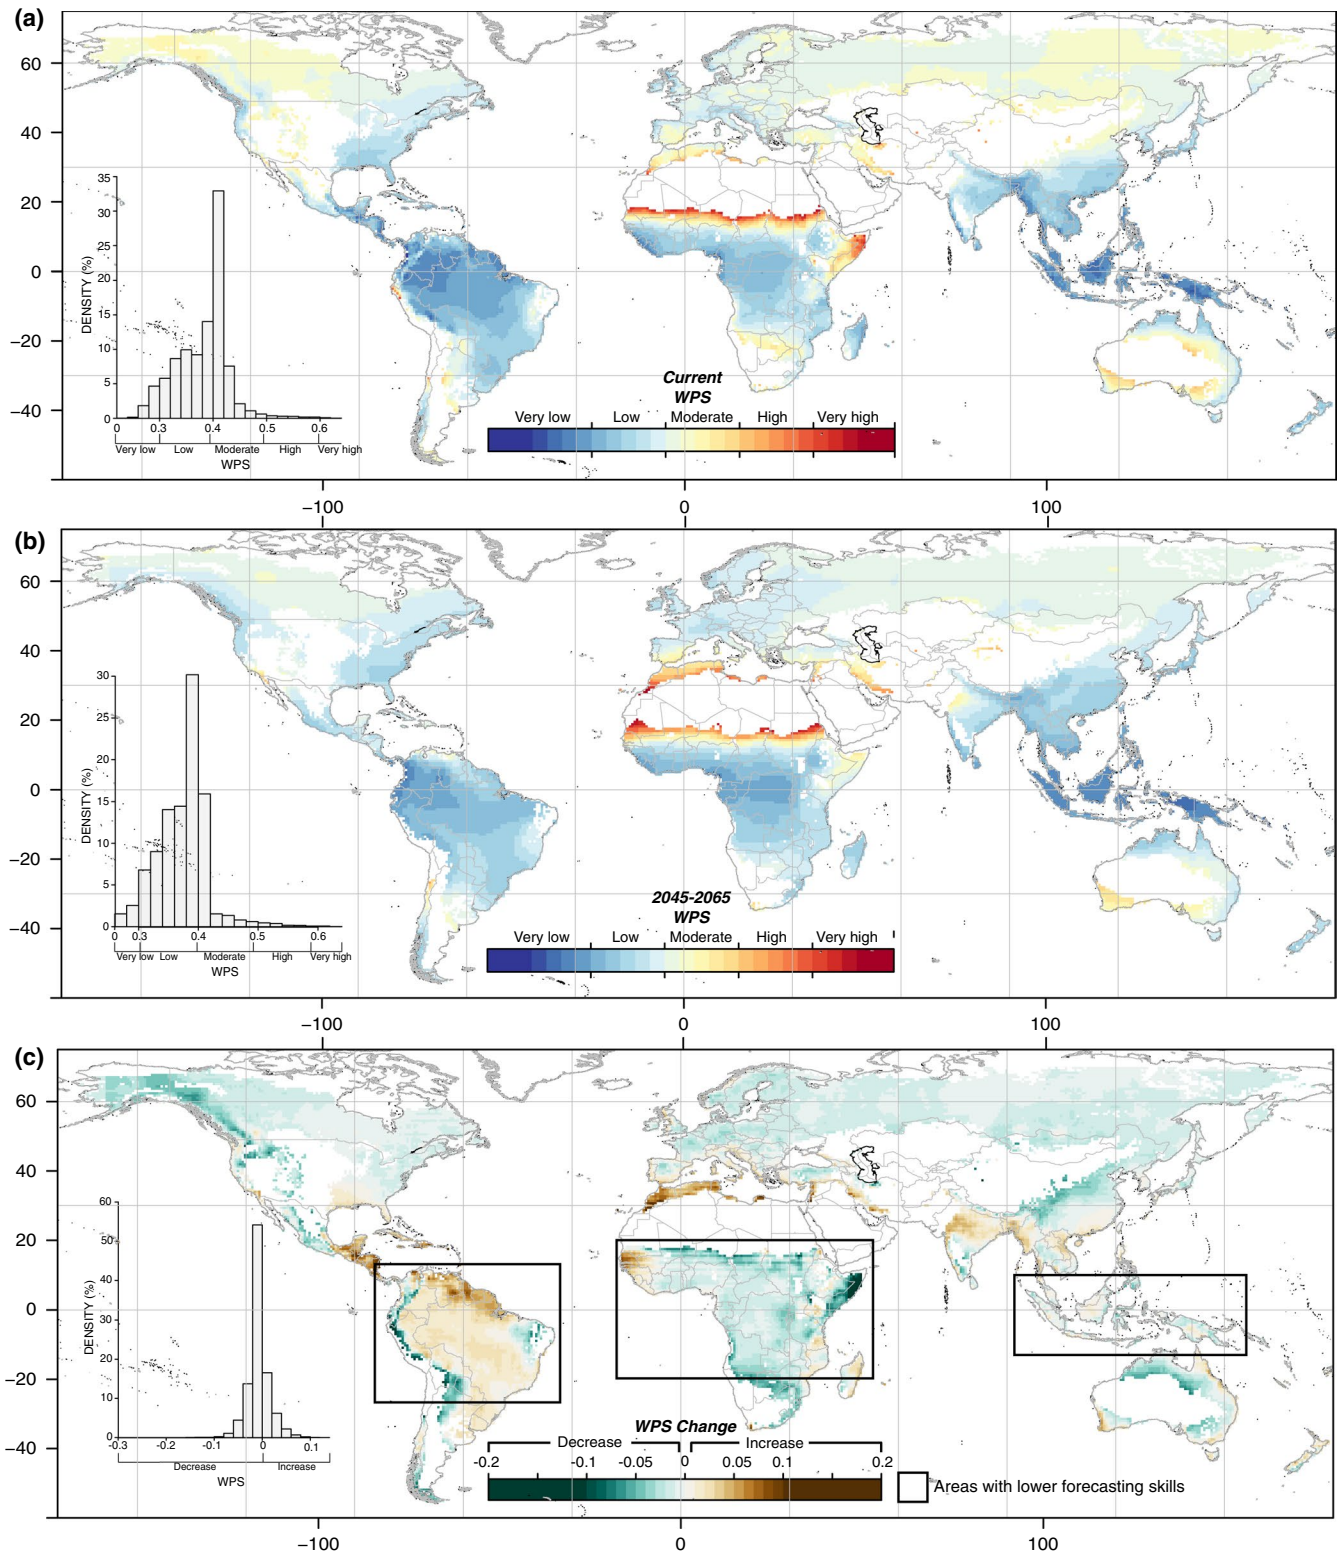 (a)
60
40
20
0
−20
−40
35
30
25
20
15
10
5
0
DENSITY (%)
0 0.3 0.4 0.5 0.6
Very low Low Moderate High Very high
WPS
Current
WPS
Very low Low Moderate High Very high
−100 0 100
(b)
60
40
20
0
−20
−40
30
25
20
15
10
5
0
DENSITY (%)
0 0.3 0.4 0.5 0.6
Very low Low Moderate High Very high
WPS
2045-2065
WPS
Very low Low Moderate High Very high
−100 0 100
(c)
60
40
20
0
−20
−40
60
50
40
30
20
10
0
DENSITY (%)
-0.3 -0.2 -0.1 0 0.1
Decrease Increase
WPS
WPS Change
Decrease Increase
-0.2 -0.1 -0.05 0 0.05 0.1 0.2
Areas with lower forecasting skills
−100 0 100